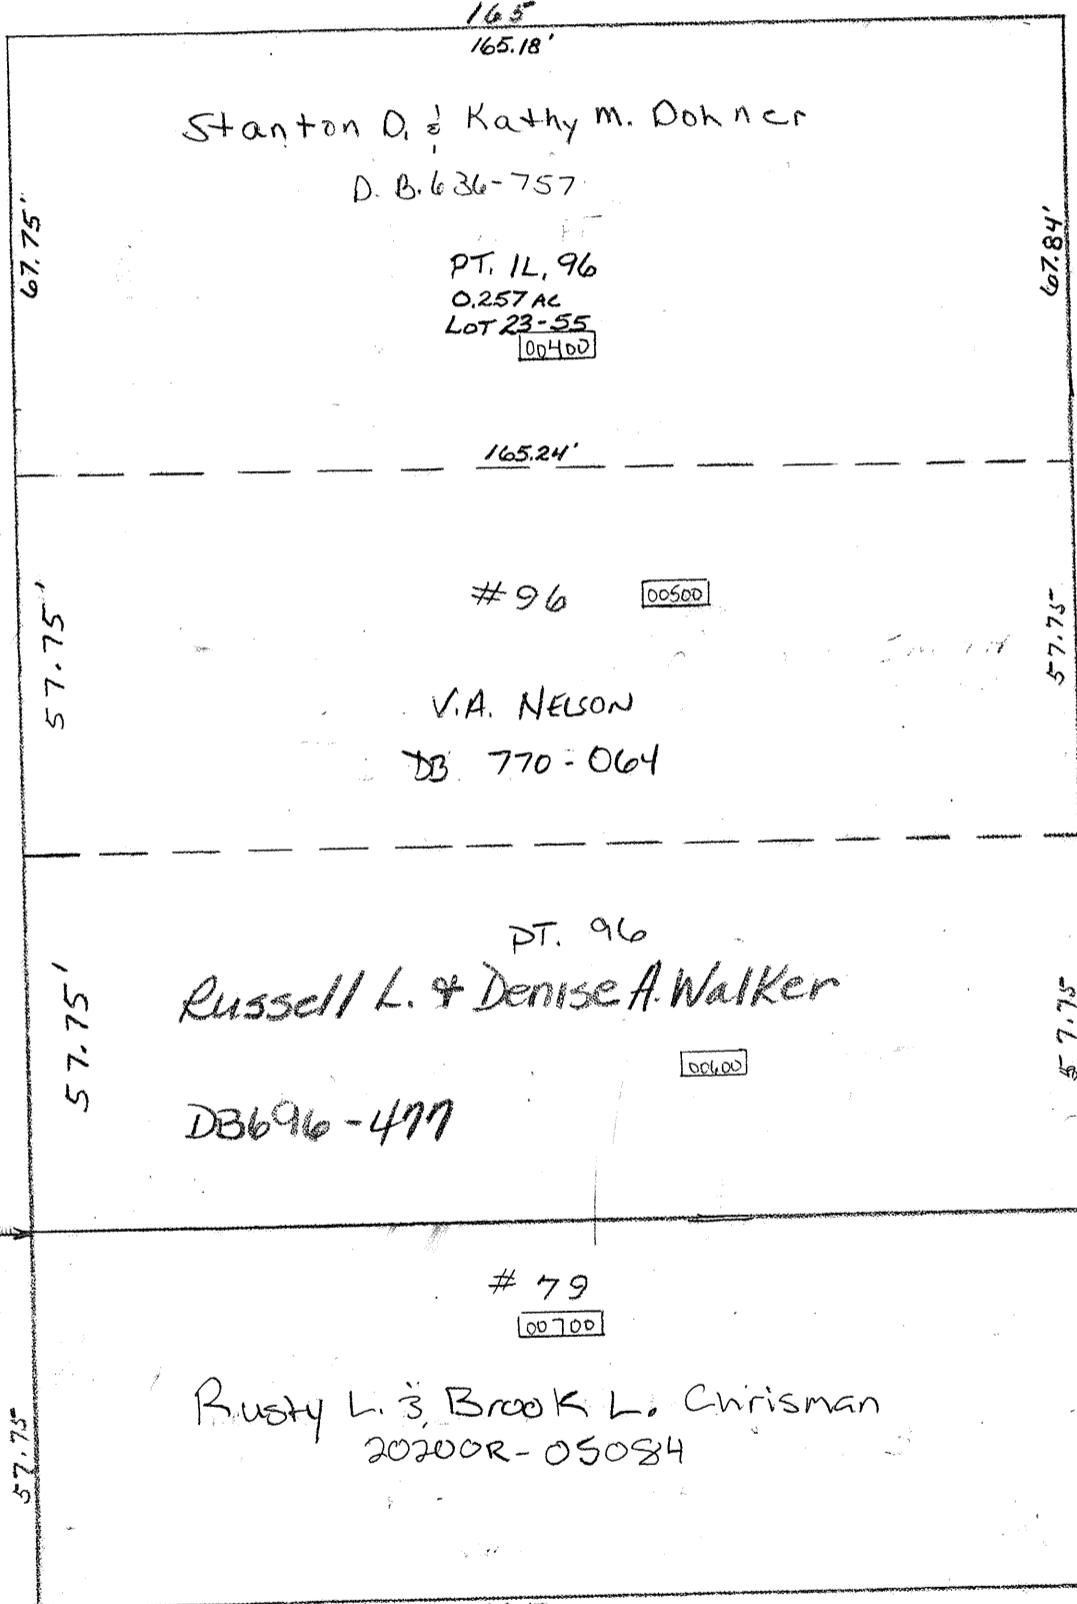 165
165.18'
Stanton D. & Kathy M. Dohner
D. B. 636-757
67.75'
67.84'
PT. IL, 96
0.257 AC
LOT 23-55
00400
165.24'
#96
00500
57.75'
57.75
V.A. NELSON
DB 770-064
PT. 96
Russell L. & Denise A. Walker
57.75'
57.75
00600
DB696-477
# 79
00700
Rusty L. & Brook L. Chrisman
2020OR-05084
57.75